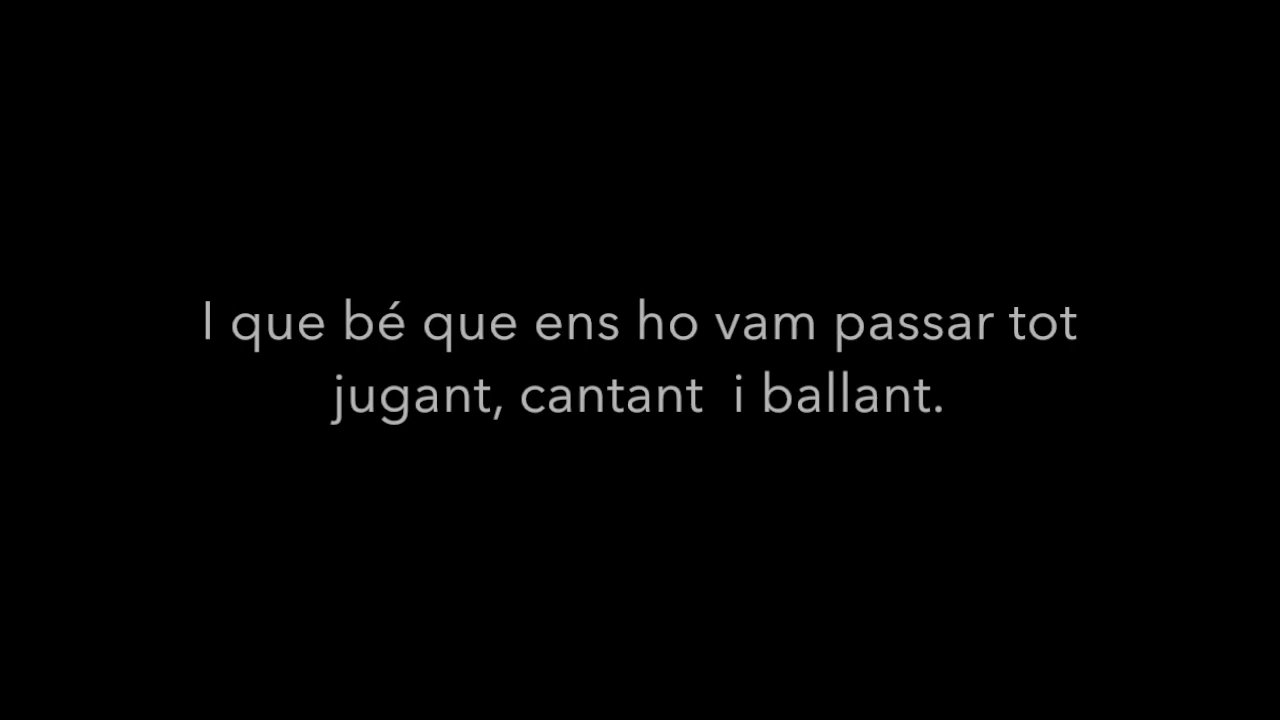 I que bé que ens ho vam passar tot
jugant, cantant  i ballant.